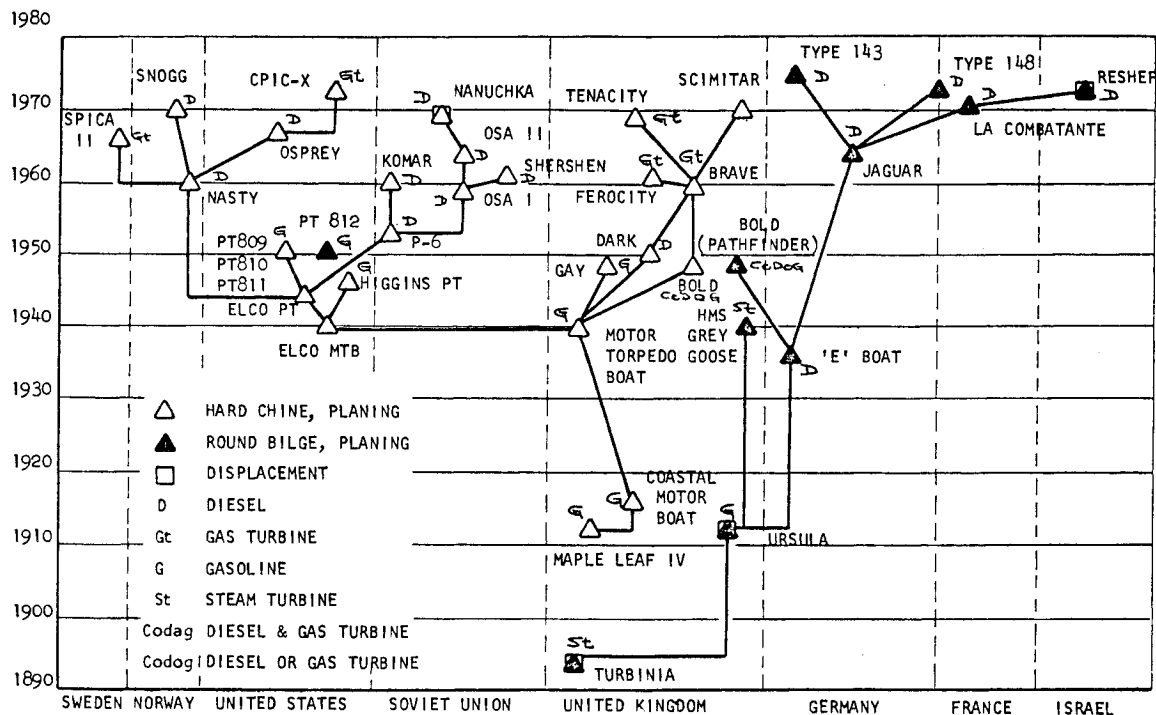 1980
TYPE 143
SNOGG
CPIC-X
Gt
SCIMITAR
D
TYPE 148
D
D
NANUCHKA
TENACITY
D
RESHEF
1970
D
SPICA
II
Gt
D
OSA II
Gt
D
LA COMBATANTE
OSPREY
KOMAR
D
SHERSHEN
Gt
Gt
BRAVE
D
JAGUAR
1960
D
D
D
D
NASTY
OSA I
FEROCITY
PT 812
D
BOLD
PT809
G
G
P-6
DARK
D
(PATHFINDER)
1950
PT810
G
GAY
G
CoDOG
PT811
HIGGINS PT
BOLD
CoDOG
ELCO PT
G
HMS
St
1940
ELCO MTB
MOTOR
GREY
TORPEDO
GOOSE
'E' BOAT
BOAT
D
1930
HARD CHINE, PLANING
ROUND BILGE, PLANING
1920
DISPLACEMENT
COASTAL
MOTOR
BOAT
D DIESEL
G
G
G
Gt GAS TURBINE
URSULA
1910
MAPLE LEAF IV
G GASOLINE
St STEAM TURBINE
1900
Codag DIESEL & GAS TURBINE
St
Codog DIESEL OR GAS TURBINE
TURBINIA
1890
SWEDEN NORWAY UNITED STATES SOVIET UNION UNITED KINGDOM GERMANY FRANCE ISRAEL